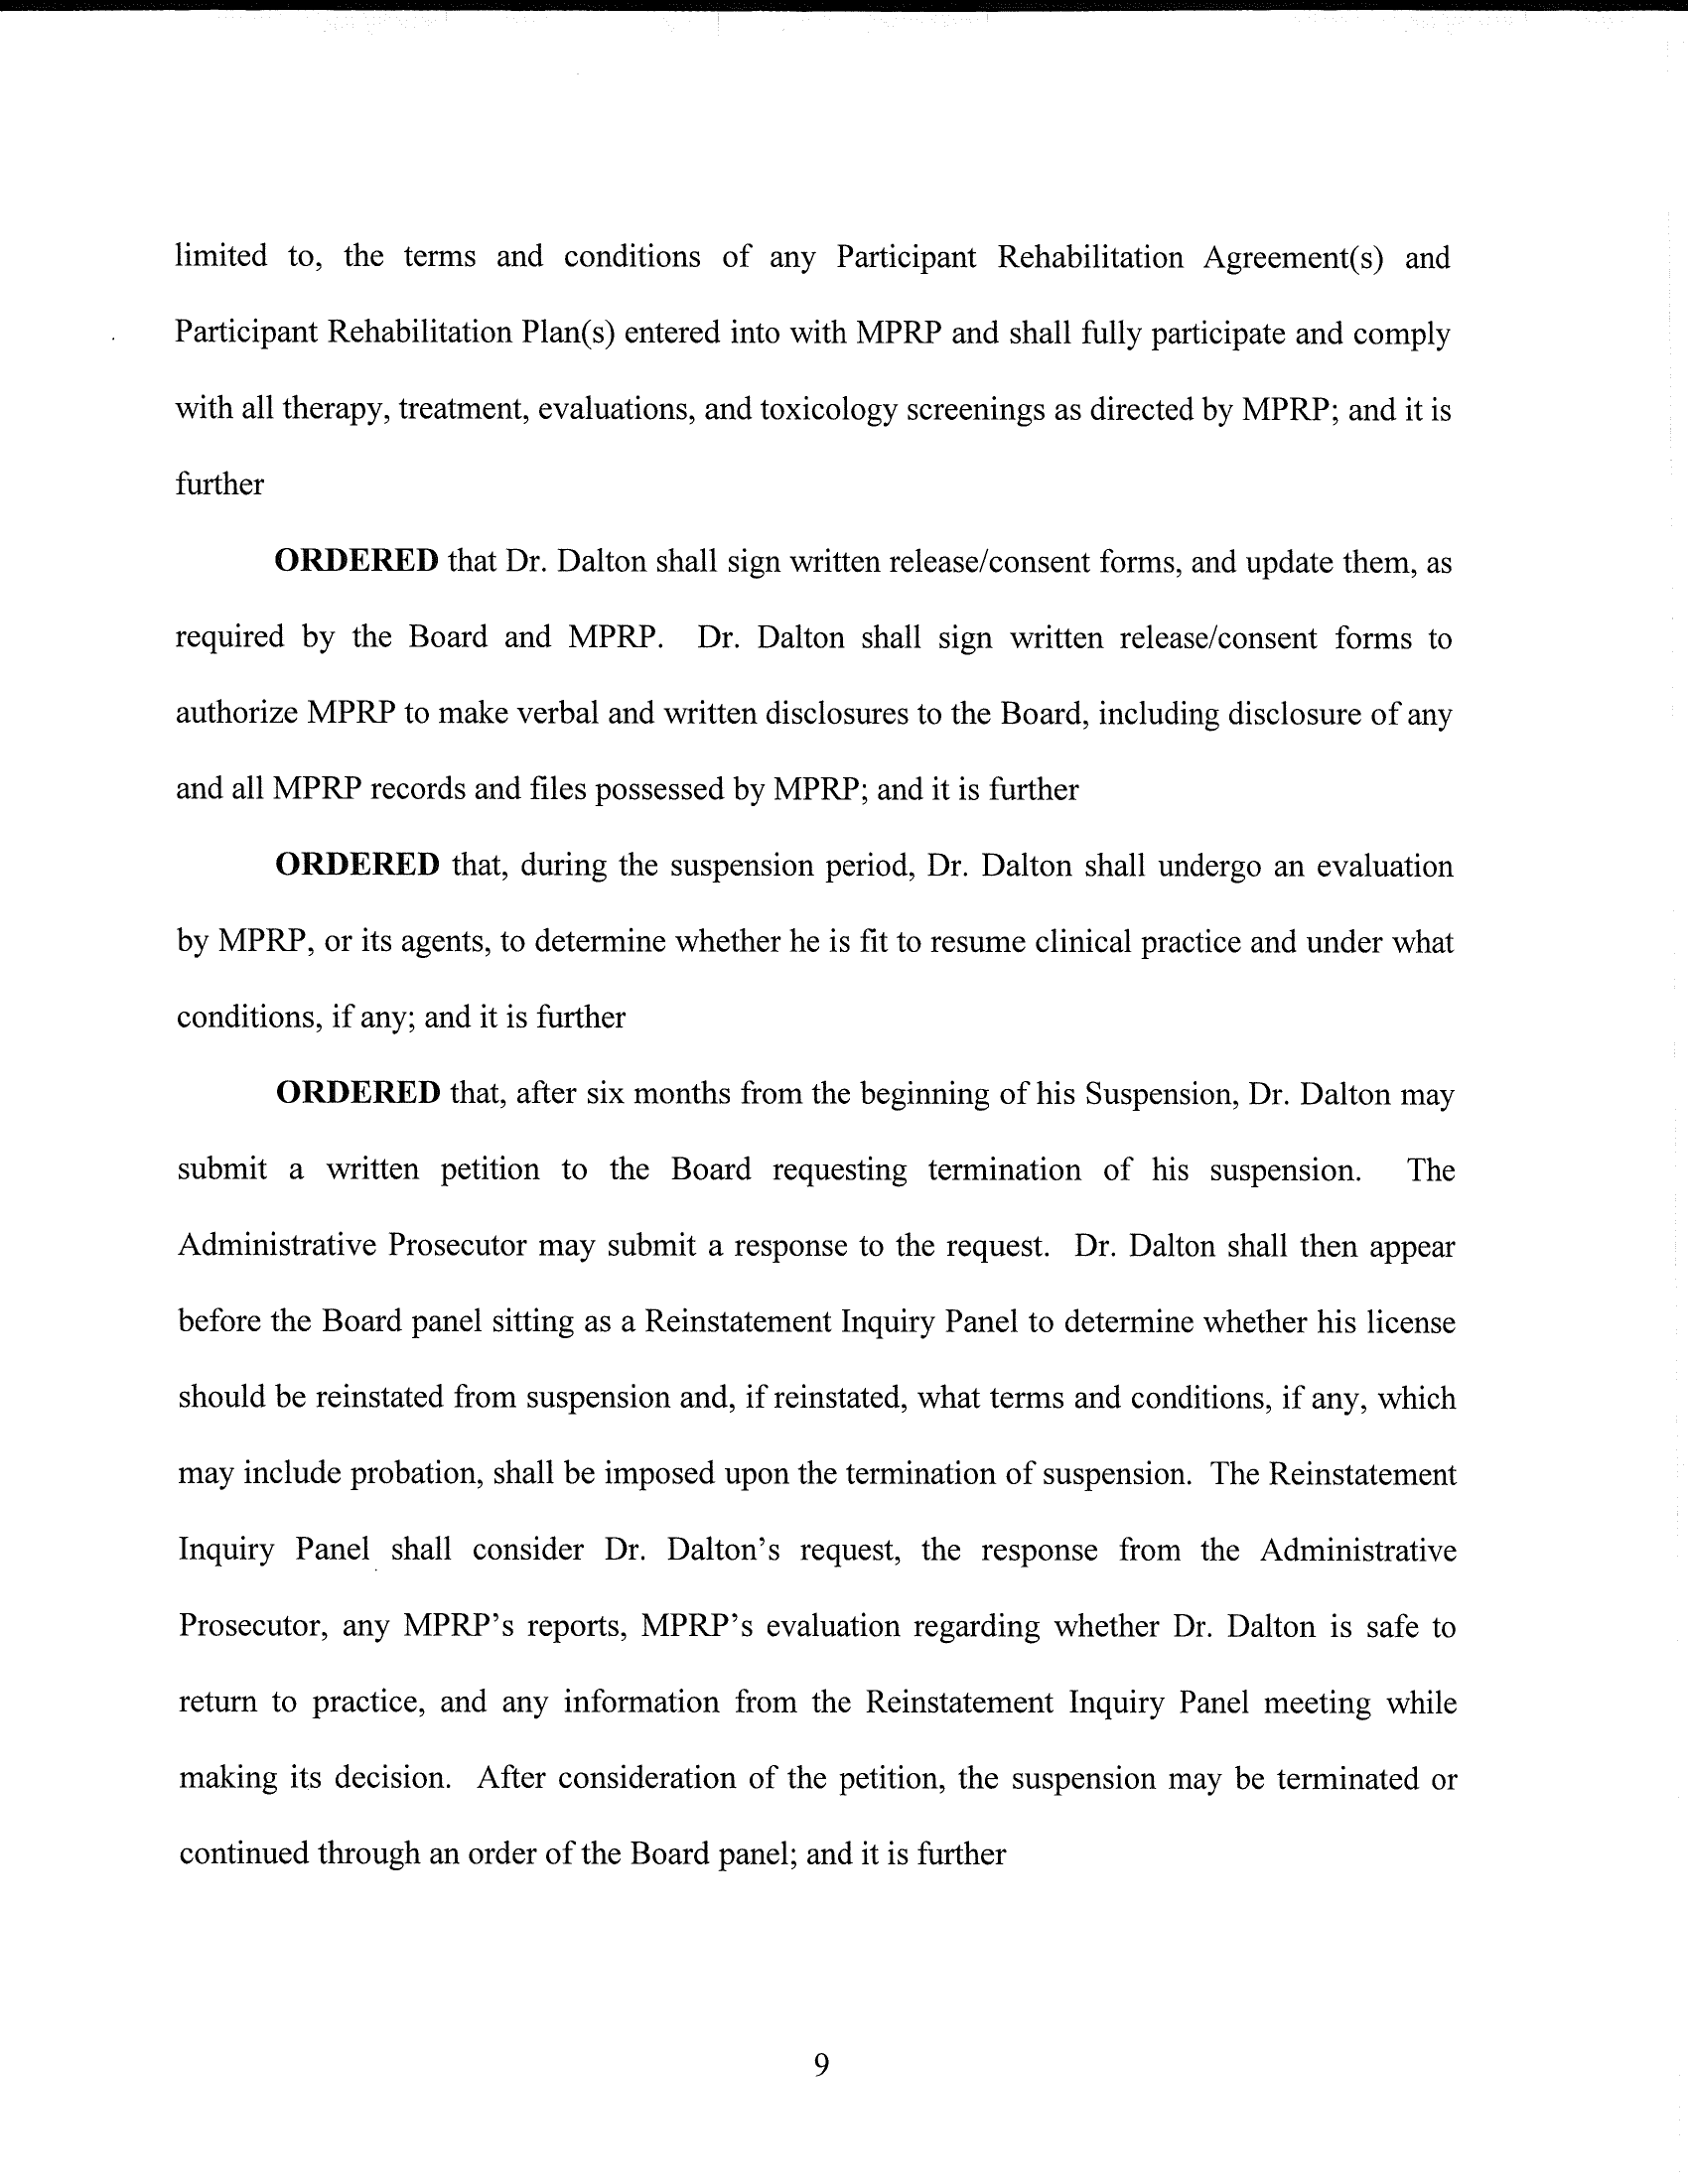 limited to, the terms and conditions of any Participant Rehabilitation Agreement(s) and
Participant Rehabilitation Plan(s) entered into with MPRP and shall fully participate and comply
with all therapy, treatment, evaluations, and toxicology screenings as directed by MPRP; and it is
further
ORDERED that Dr. Dalton shall sign written release/consent forms, and update them, as
required by the Board and MPRP. Dr. Dalton shall sign written release/consent forms to
authorize MPRP to make verbal and written disclosures to the Board, including disclosure of any
and all MPRP records and files possessed by MPRP; and it is further
ORDERED that, during the suspension period, Dr. Dalton shall undergo an evaluation
by MPRP, or its agents, to determine whether he is fit to resume clinical practice and under what
conditions, if any; and it is further
ORDERED that, after six months from the beginning of his Suspension, Dr. Dalton may
submit a written petition to the Board requesting termination of his suspension. The
Administrative Prosecutor may submit a response to the request. Dr. Dalton shall then appear
before the Board panel sitting as a Reinstatement Inquiry Panel to determine whether his license
should be reinstated from suspension and, if reinstated, what terms and conditions, if any, which
may include probation, shall be imposed upon the termination of suspension. The Reinstatement
Inquiry Panel shall consider Dr. Dalton's request, the response from the Administrative
Prosecutor, any MPRP's reports, MPRP's evaluation regarding whether Dr. Dalton is safe to
return to practice, and any information from the Reinstatement Inquiry Panel meeting while
making its decision. After consideration of the petition, the suspension may be terminated or
continued through an order of the Board panel; and it is further
9